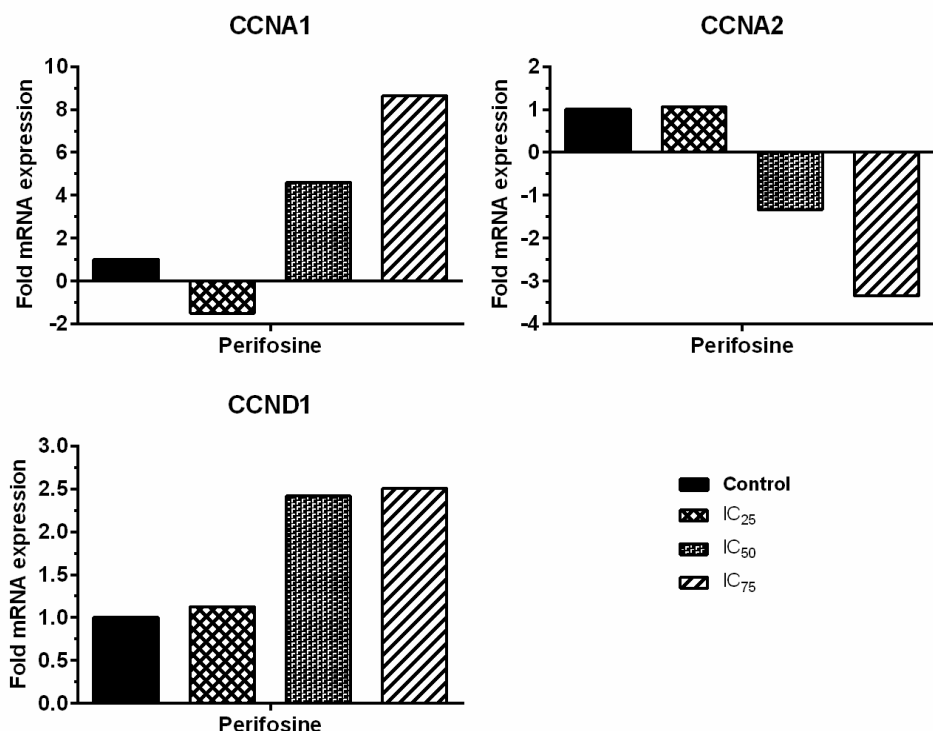 CCNA1
Fold mRNA expression
10
8
6
4
2
0
-2
Perifosine
CCNA2
Fold mRNA expression
2
1
0
-1
-2
-3
-4
Perifosine
CCND1
Fold mRNA expression
3.0
2.5
2.0
1.5
1.0
0.5
0.0
Perifosine
Control
IC25
IC50
IC75